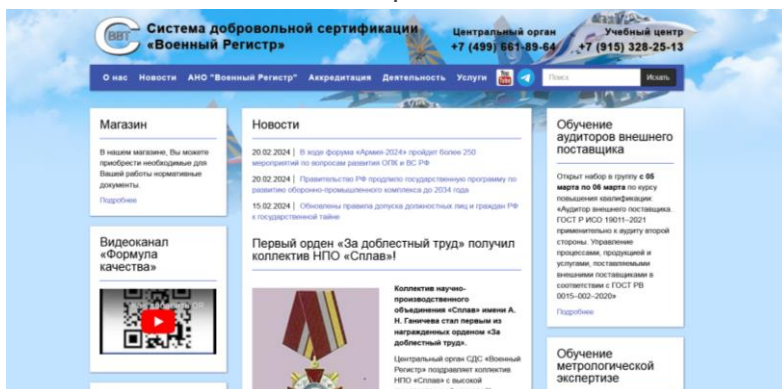 СВВТ
Система добровольной сертификации
«Военный Регистр»
Центральный орган
+7 (499) 661-89-64
Учебный центр
+7 (915) 328-25-13
О нас Новости АНО "Военный Регистр" Аккредитация Деятельность Услуги You Tube Поиск Искать
Магазин
В нашем магазине, Вы можете
приобрести необходимые для
Вашей работы нормативные
документы.
Подробнее
Видеоканал
«Формула
качества»
Новости
20.02.2024 | В ходе форума «Армия-2024» пройдет более 250
мероприятий по вопросам развития ОПК и ВС РФ
20.02.2024 | Правительство РФ продлило государственную программу по
развитию оборонно-промышленного комплекса до 2034 года
15.02.2024 | Обновлены правила допуска должностных лиц и граждан РФ
к государственной тайне
Первый орден «За доблестный труд» получил
коллектив НПО «Сплав»!
Коллектив научно-
производственного
объединения «Сплав» имени А.
Н. Ганичева стал первым из
награжденных орденом «За
доблестный труд».
Центральный орган СДС «Военный
Регистр» поздравляет коллектив
НПО «Сплав» с высокой
Обучение
аудиторов внешнего
поставщика
Открыт набор в группу с 05
марта по 06 марта по курсу
повышения квалификации:
«Аудитор внешнего поставщика.
ГОСТ Р ИСО 19011–2021
применительно к аудиту второй
стороны. Управление
процессами, продукцией и
услугами, поставляемыми
внешними поставщиками в
соответствии с ГОСТ РВ
0015–002–2020»
Подробнее
Обучение
метрологической
экспертизе